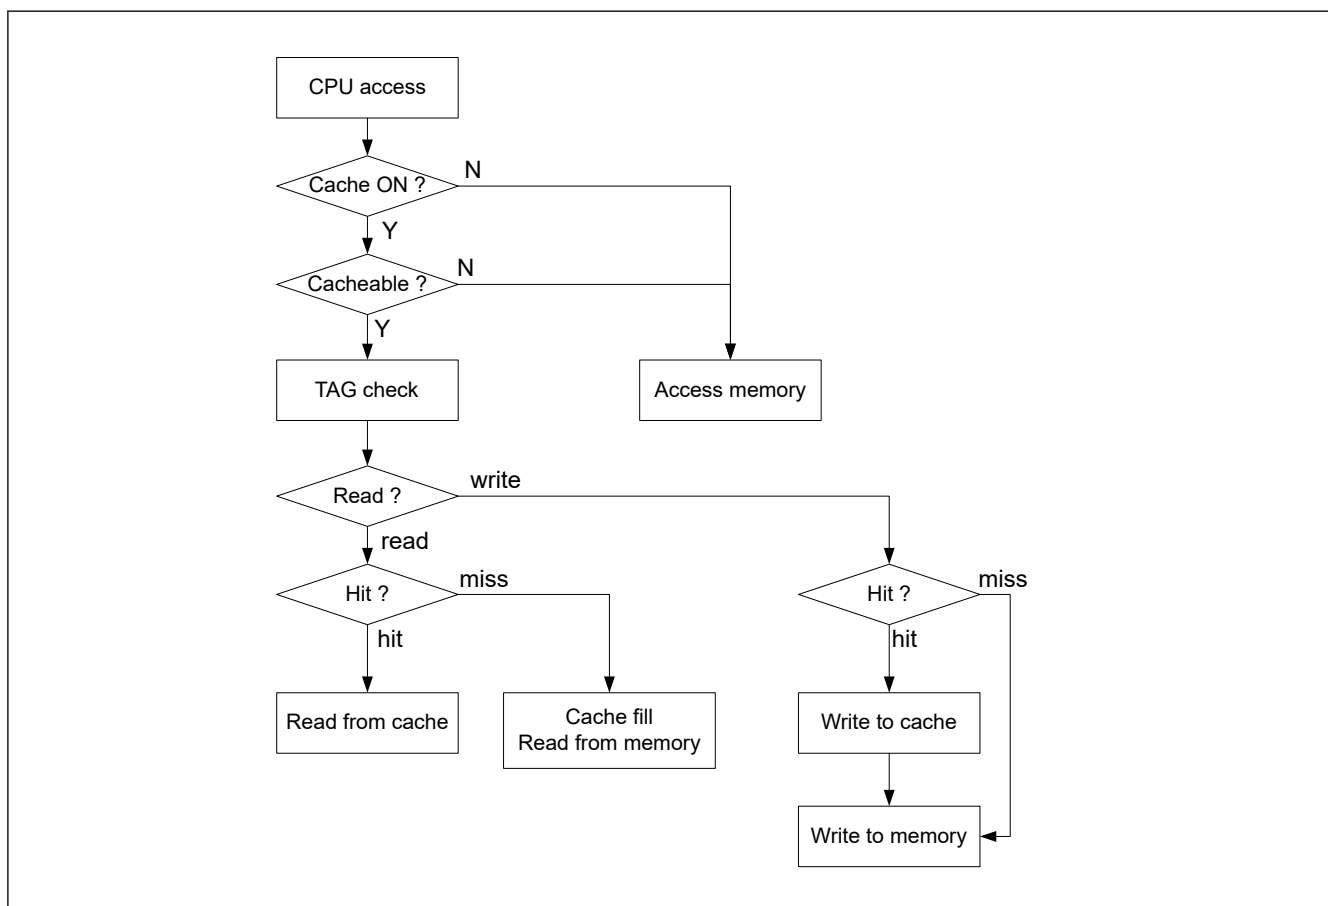 CPU access
Cache ON ?
N
Y
Cacheable ?
N
Y
TAG check
Access memory
Read ?
write
read
Hit ?
miss
hit
Hit ?
miss
hit
Read from cache
Cache fill
Read from memory
Write to cache
Write to memory